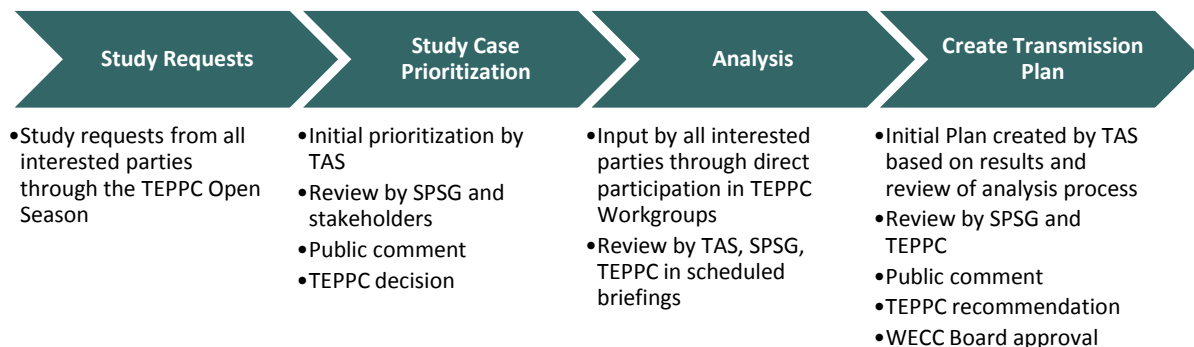 Study Requests
•Study requests from all
interested parties
through the TEPPC Open
Season
Study Case
Prioritization
•Initial prioritization by
TAS
•Review by SPSG and
stakeholders
•Public comment
•TEPPC decision
Analysis
•Input by all interested
parties through direct
participation in TEPPC
Workgroups
•Review by TAS, SPSG,
TEPPC in scheduled
briefings
Create Transmission
Plan
•Initial Plan created by TAS
based on results and
review of analysis process
•Review by SPSG and
TEPPC
•Public comment
•TEPPC recommendation
•WECC Board approval